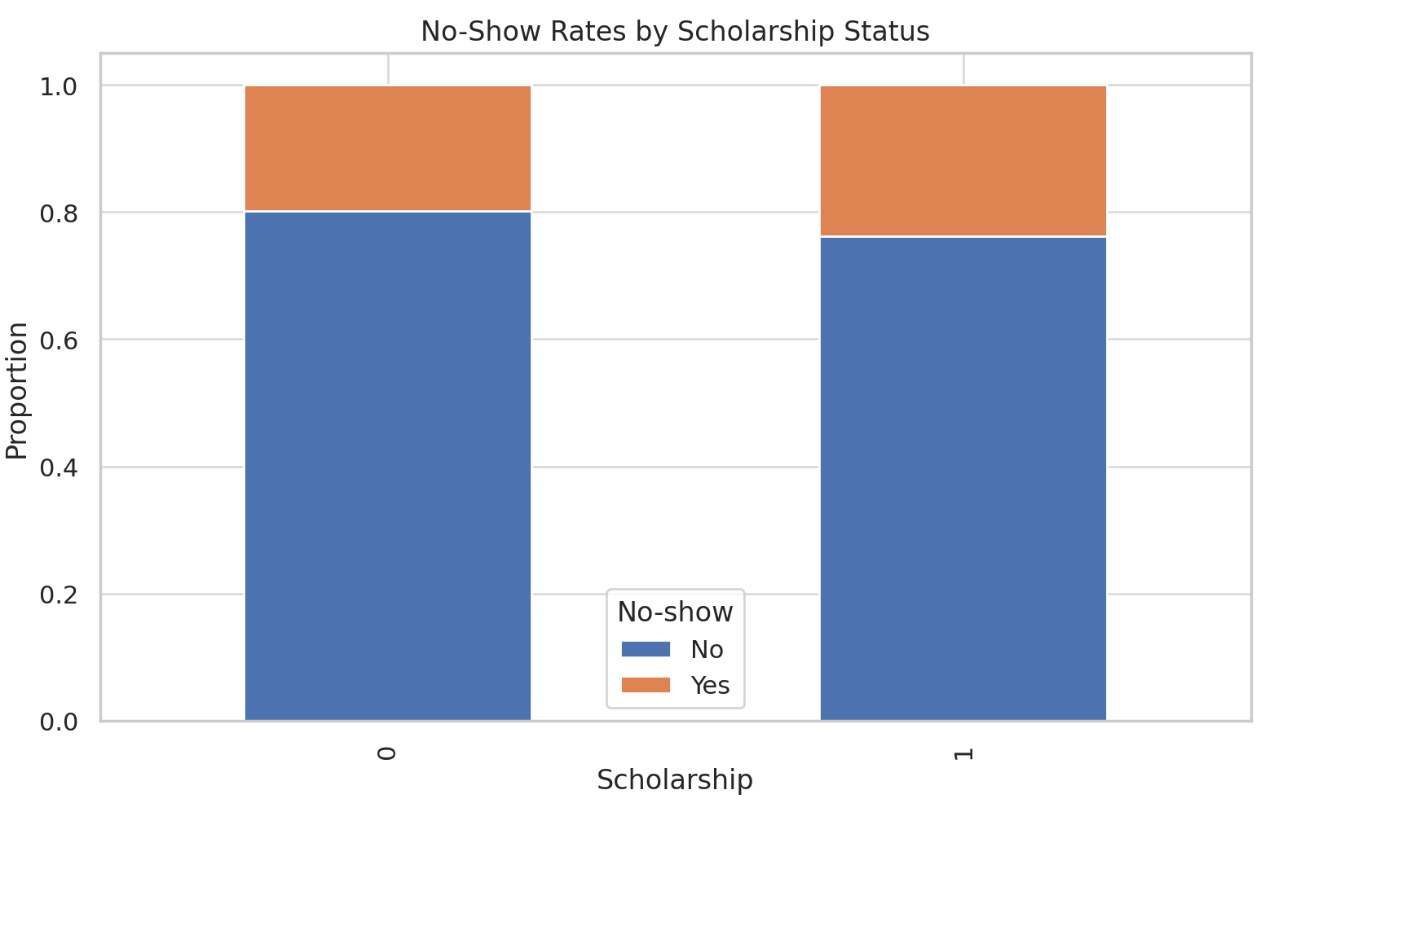 No-Show Rates by Scholarship Status
1.0
0.8
0.6
0.4
0.2
0.0
Proportion
No-show
No
Yes
0
1
Scholarship